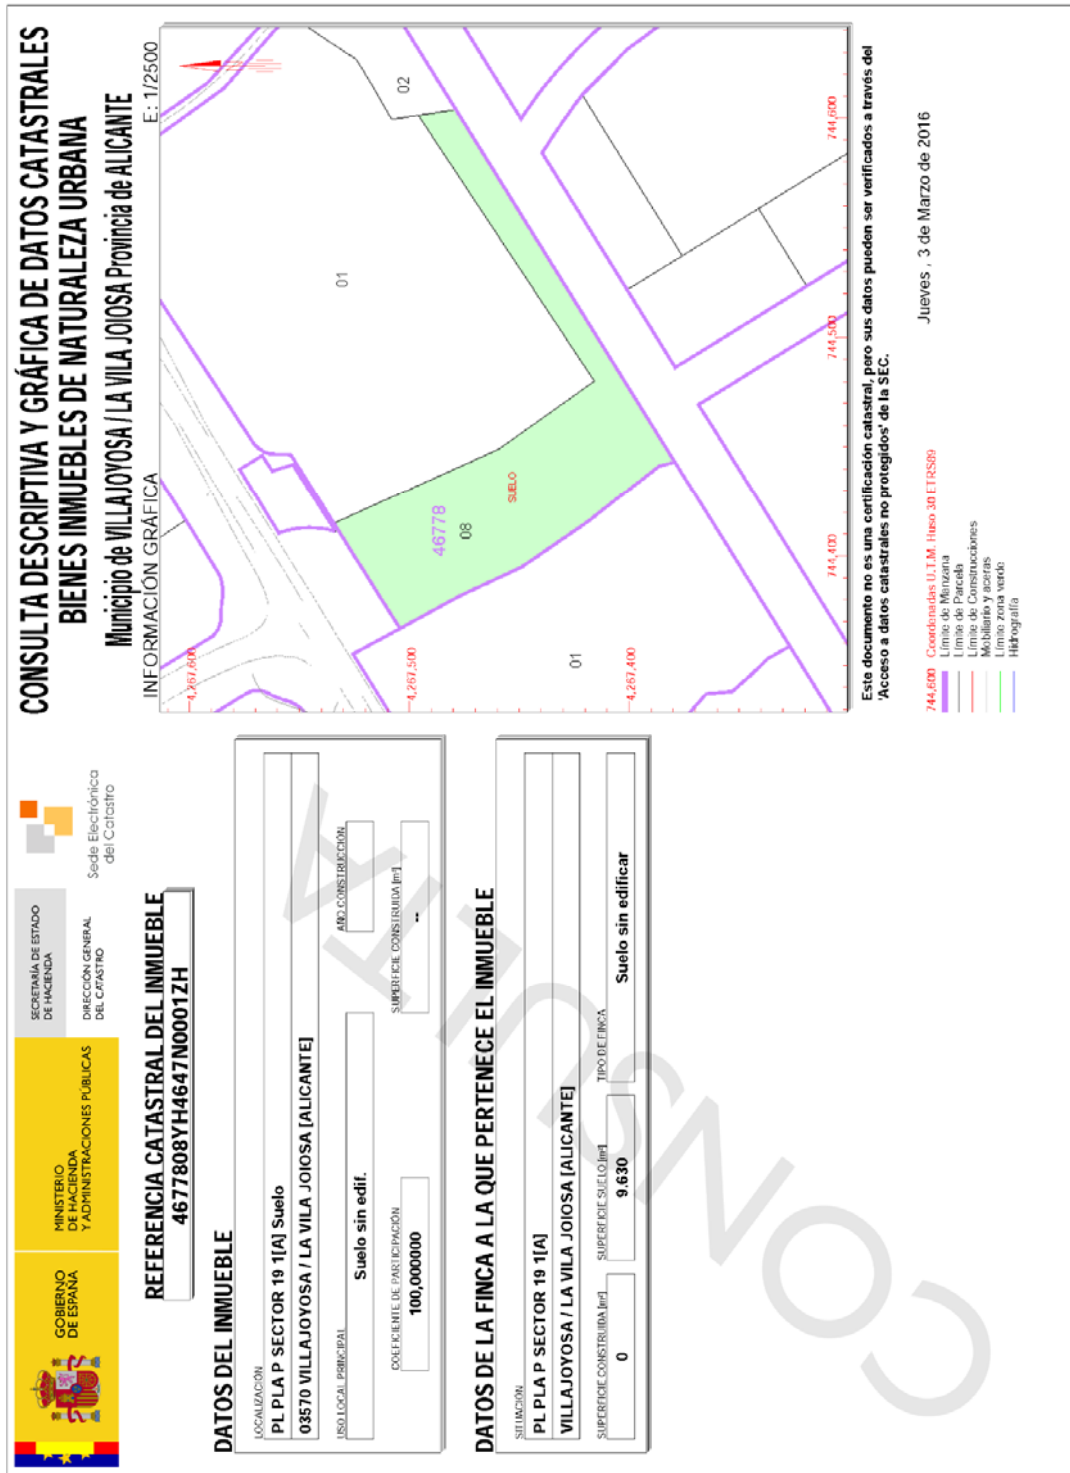 GOBIERNO
DE ESPAÑA
MINISTERIO
DE HACIENDA
Y ADMINISTRACIONES PÚBLICAS
SECRETARÍA DE ESTADO
DE HACIENDA
DIRECCIÓN GENERAL
DEL CATASTRO
Sede Electrónica
del Catastro
REFERENCIA CATASTRAL DEL INMUEBLE
4677808YH4647N0001ZH
DATOS DEL INMUEBLE
LOCALIZACIÓN
PL PLA P SECTOR 19 1[A] Suelo
03570 VILLAJOYOSA / LA VILA JOIOSA [ALICANTE]
USO LOCAL PRINCIPAL
Suelo sin edif.
AÑO CONSTRUCCIÓN
COEFICIENTE DE PARTICIPACIÓN
100,000000
SUPERFICIE CONSTRUIDA [m²]
--
DATOS DE LA FINCA A LA QUE PERTENECE EL INMUEBLE
SITUACIÓN
PL PLA P SECTOR 19 1[A]
VILLAJOYOSA / LA VILA JOIOSA [ALICANTE]
SUPERFICIE CONSTRUIDA [m²]
0
SUPERFICIE SUELO [m²]
9.630
TIPO DE FINCA
Suelo sin edificar
CONSULTA
CONSULTA DESCRIPTIVA Y GRÁFICA DE DATOS CATASTRALES
BIENES INMUEBLES DE NATURALEZA URBANA
Municipio de VILLAJOYOSA / LA VILA JOIOSA Provincia de ALICANTE
INFORMACIÓN GRÁFICA
E: 1/2500
4,267,600
4,267,500
4,267,400
02
01
46778
08
SUELO
01
744,400
744,500
744,600
Este documento no es una certificación catastral, pero sus datos pueden ser verificados a través del
'Acceso a datos catastrales no protegidos' de la SEC.
744,600 Coordenadas U.T.M. Huso 30 ETRS89
Límite de Manzana
Límite de Parcela
Límite de Construcciones
Mobiliario y aceras
Límite zona verde
Hidrografía
Jueves , 3 de Marzo de 2016